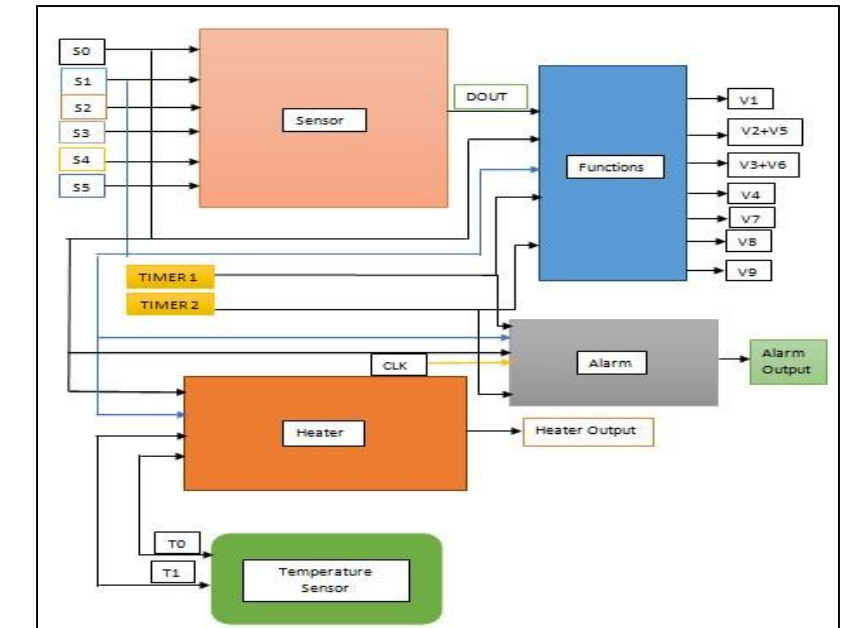 S0
S1
S2
S3
S4
S5
Sensor
DOUT
Functions
V1
V2+V5
V3+V6
V4
V7
V8
V9
TIMER 1
TIMER 2
CLK
Alarm
Alarm
Output
Heater
Heater Output
T0
T1
Temperature
Sensor